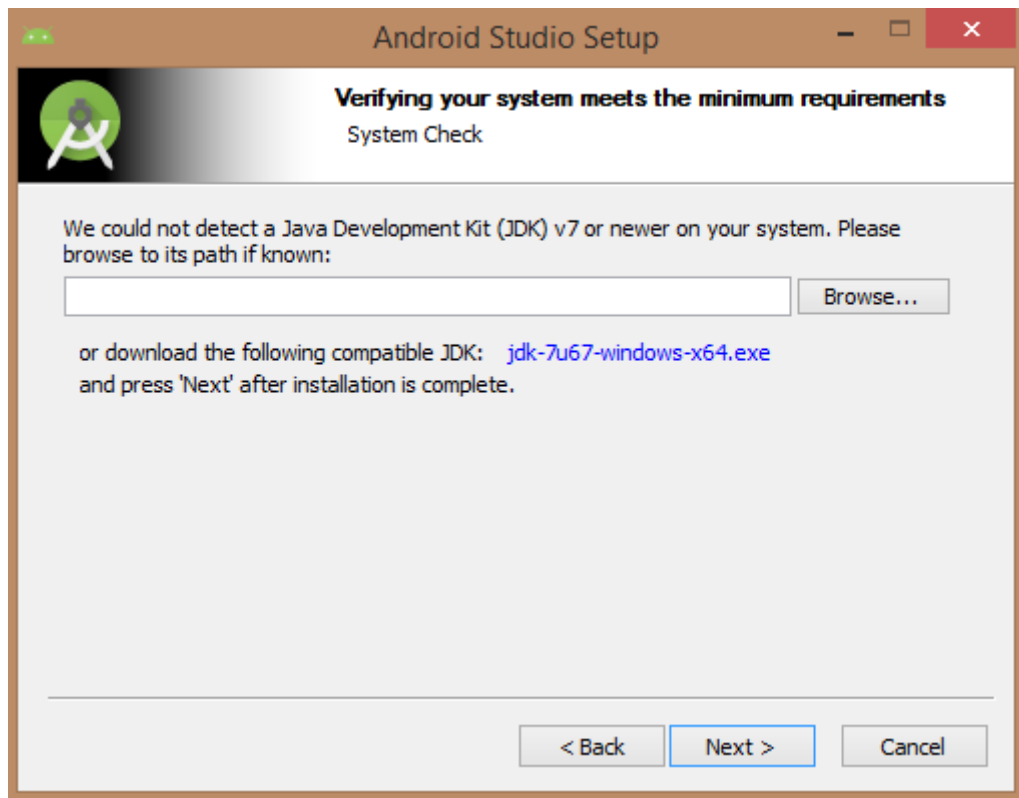 Android Studio Setup
Verifying your system meets the minimum requirements
System Check
We could not detect a Java Development Kit (JDK) v7 or newer on your system. Please
browse to its path if known:
Browse...
or download the following compatible JDK: jdk-7u67-windows-x64.exe
and press 'Next' after installation is complete.
< Back Next > Cancel